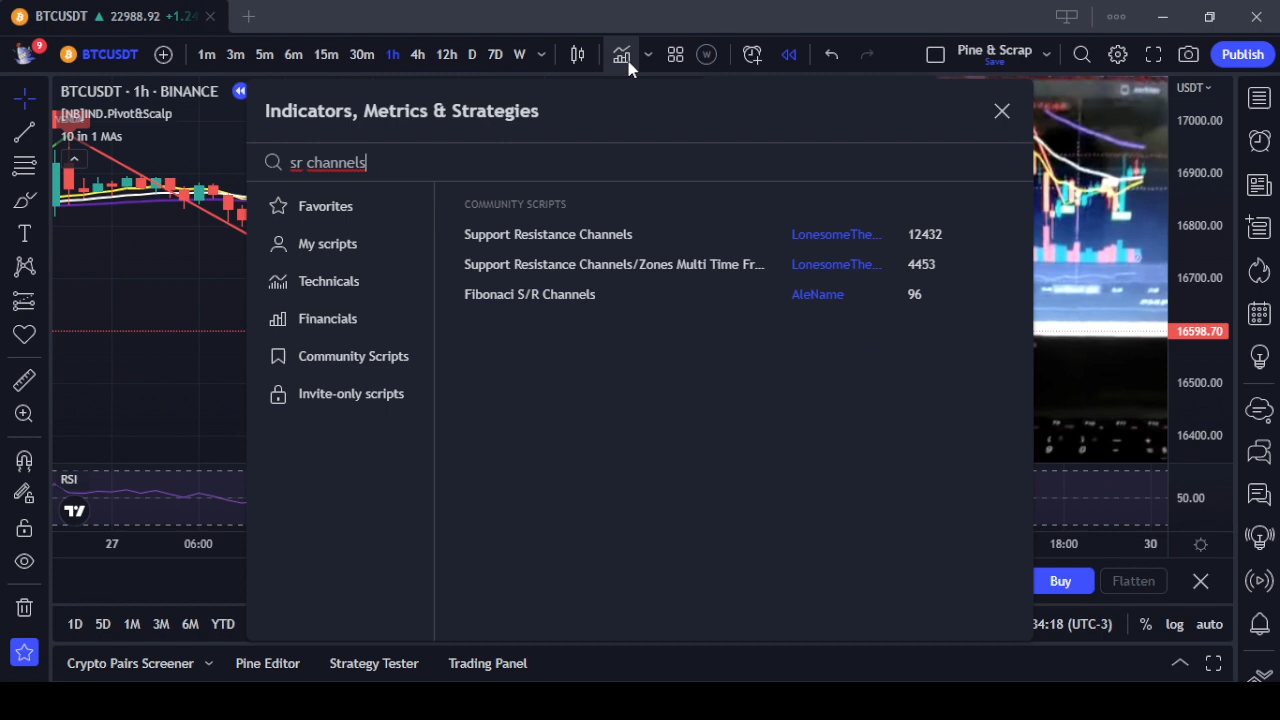 BTCUSDT ▲ 22988.92 +1.24
9 BTCUSDT 1m 3m 5m 6m 15m 30m 1h 4h 12h D 7D W Pine & Scrap Save Publish
BTCUSDT · 1h · BINANCE
[NB]IND.Pivot&Scalp
10 in 1 MAs
Indicators, Metrics & Strategies
sr channels
Favorites
My scripts
Technicals
Financials
Community Scripts
Invite-only scripts
COMMUNITY SCRIPTS
Support Resistance Channels LonesomeThe... 12432
Support Resistance Channels/Zones Multi Time Fr... LonesomeThe... 4453
Fibonaci S/R Channels AleName 96
USDT
17000.00
16900.00
16800.00
16700.00
16598.70
16500.00
16400.00
RSI
50.00
27 06:00 18:00 30
Buy Flatten
1D 5D 1M 3M 6M YTD 34:18 (UTC-3) % log auto
Crypto Pairs Screener Pine Editor Strategy Tester Trading Panel